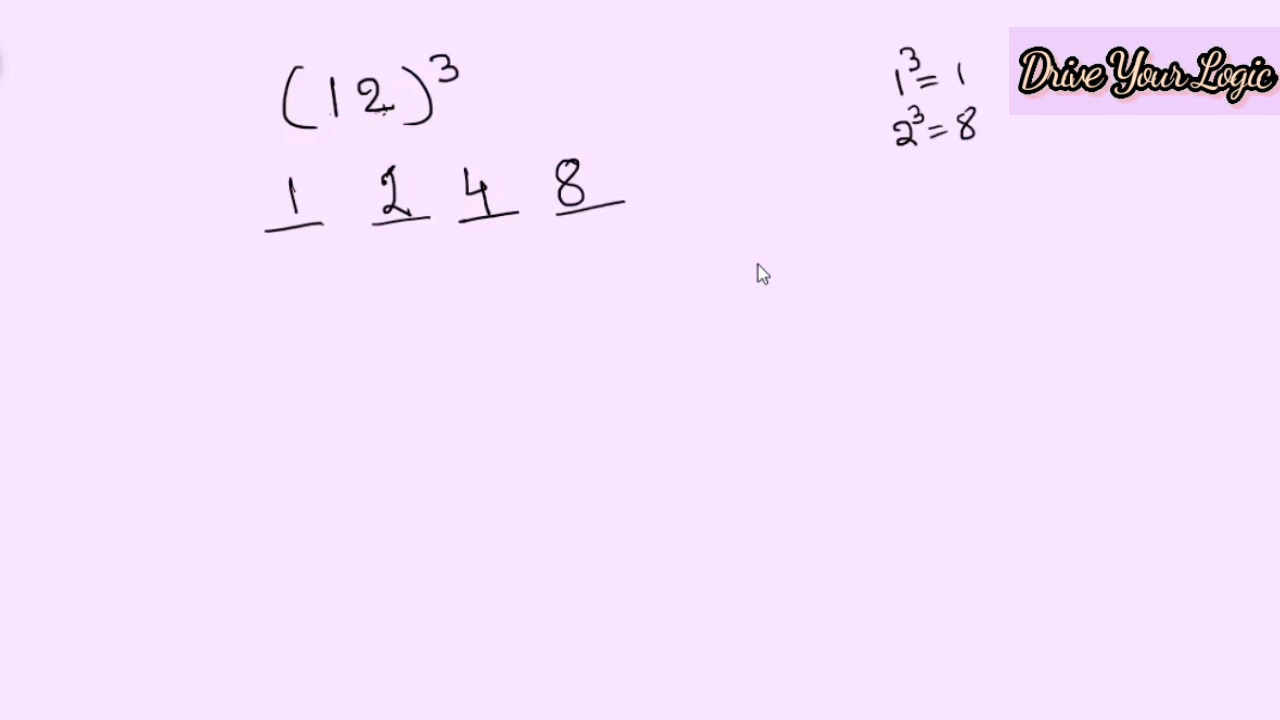 (12)³
1 2 4 8
1³ = 1
2³ = 8
Drive Your Logic